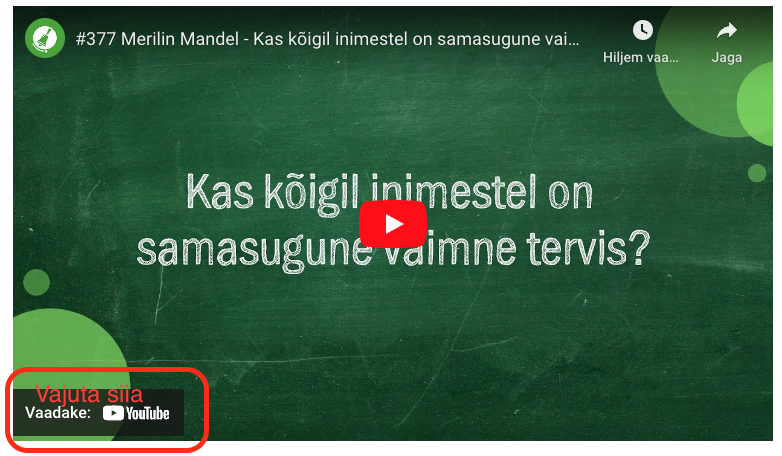 #377 Merilin Mandel - Kas kõigil inimestel on samasugune vai...
Hiljem vaa...
Jaga
Kas kõigil inimestel on
samasugune vaimne tervis?
Vajuta siia
Vaadake: YouTube